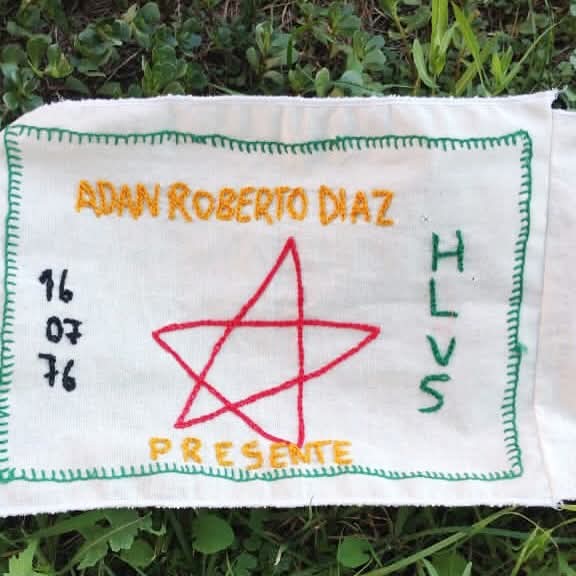 ADAN ROBERTO DIAZ
16
07
76
H
L
V
S
PRESENTE